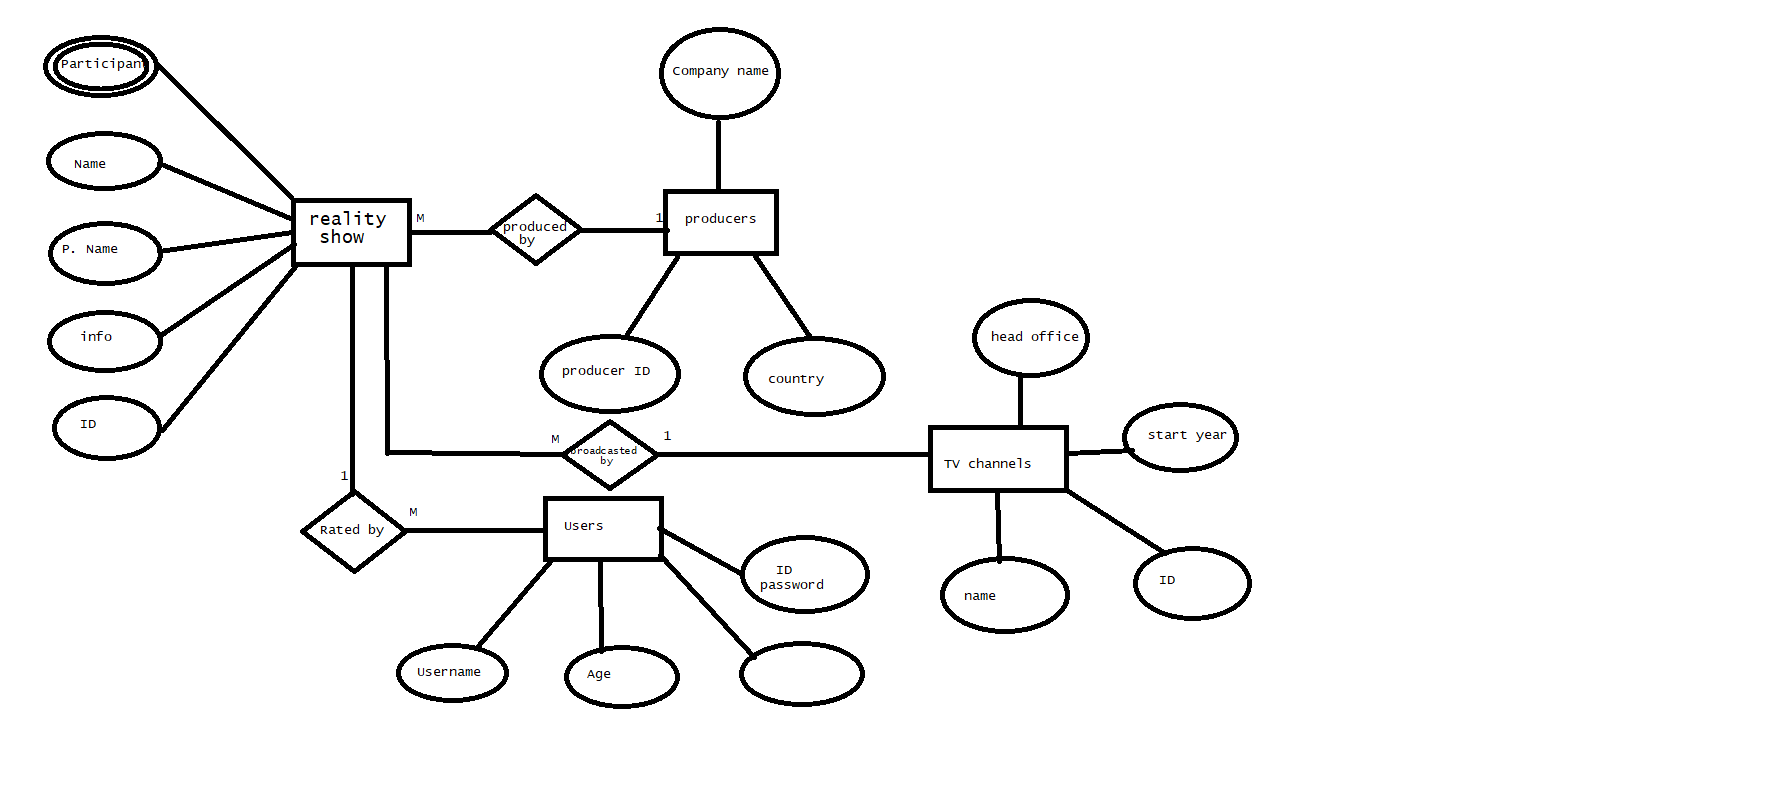 Participant
Company name
Name
reality
show
M
produced
by
1
producers
P. Name
info
producer ID
country
head office
ID
M
broadcasted
by
1
TV channels
start year
1
Rated by
M
Users
ID
password
name
ID
Username
Age